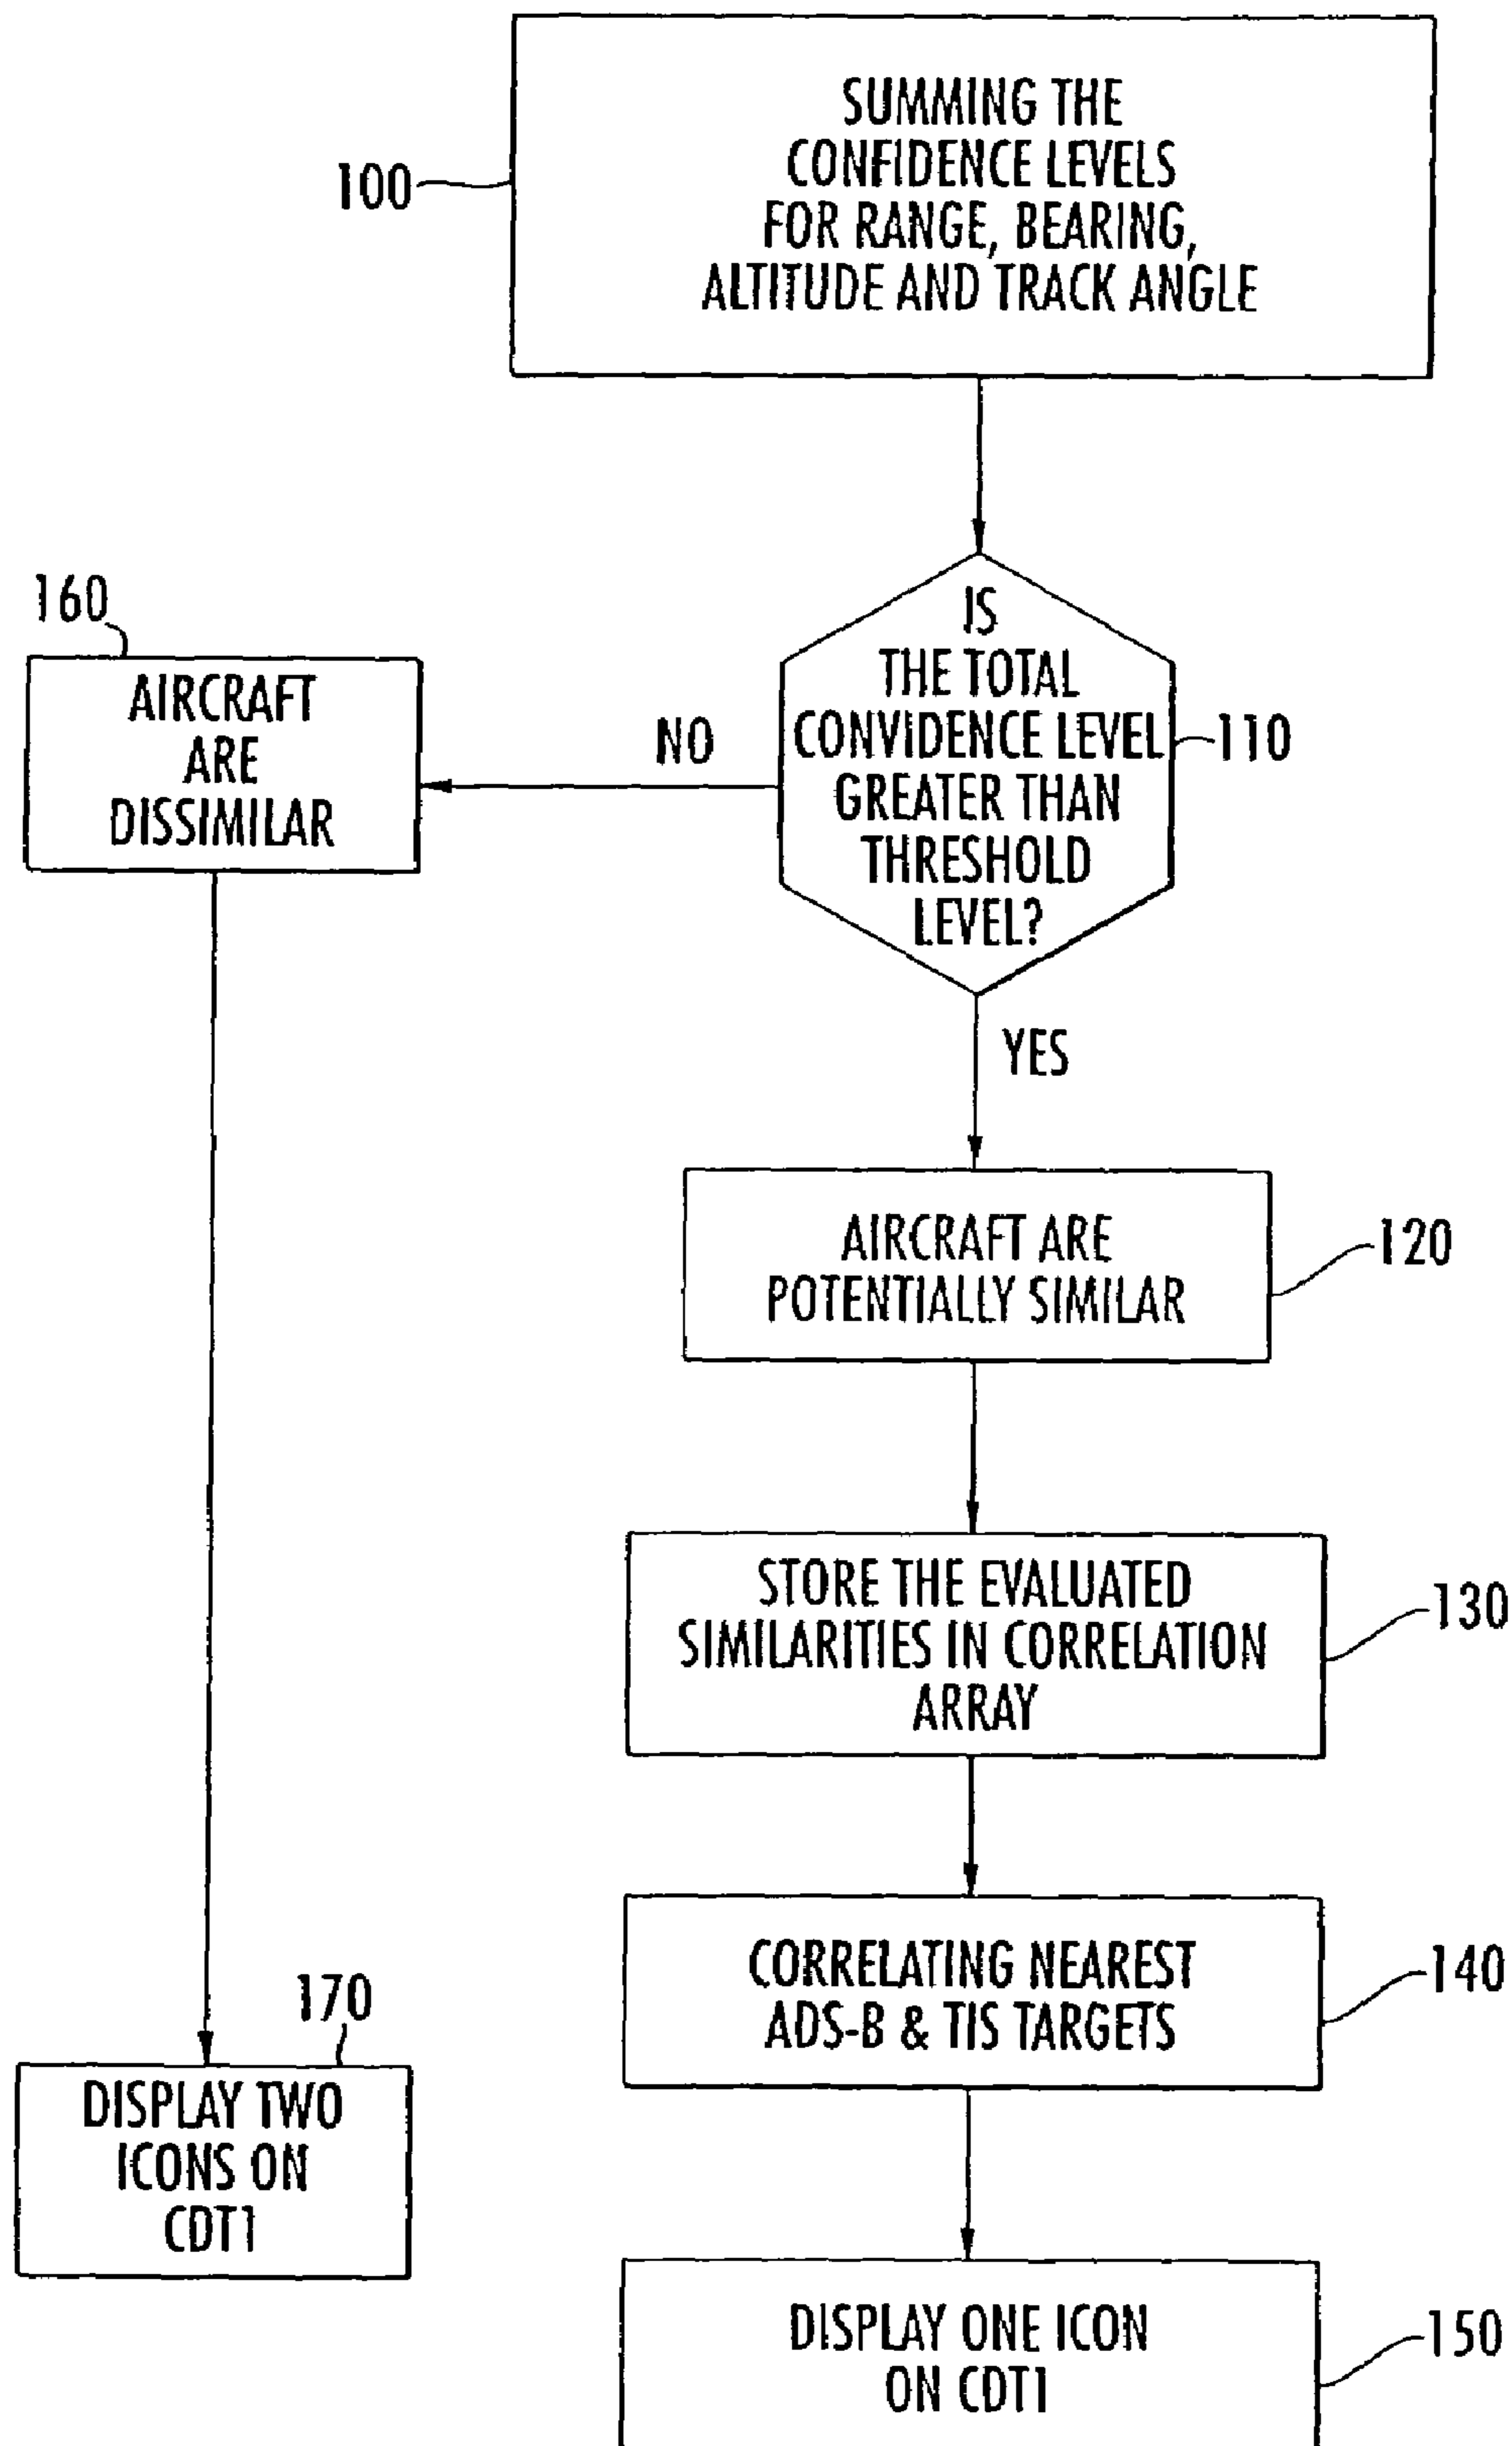 SUMMING THE
CONFIDENCE LEVELS
FOR RANGE, BEARING,
ALTITUDE AND TRACK ANGLE
100
IS
THE TOTAL
CONVIDENCE LEVEL
GREATER THAN
THRESHOLD
LEVEL?
110
NO
160
AIRCRAFT
ARE
DISSIMILAR
YES
AIRCRAFT ARE
POTENTIALLY SIMILAR
120
STORE THE EVALUATED
SIMILARITIES IN CORRELATION
ARRAY
130
CORRELATING NEAREST
ADS-B & TIS TARGETS
140
170
DISPLAY TWO
ICONS ON
CDT1
DISPLAY ONE ICON
ON CDT1
150